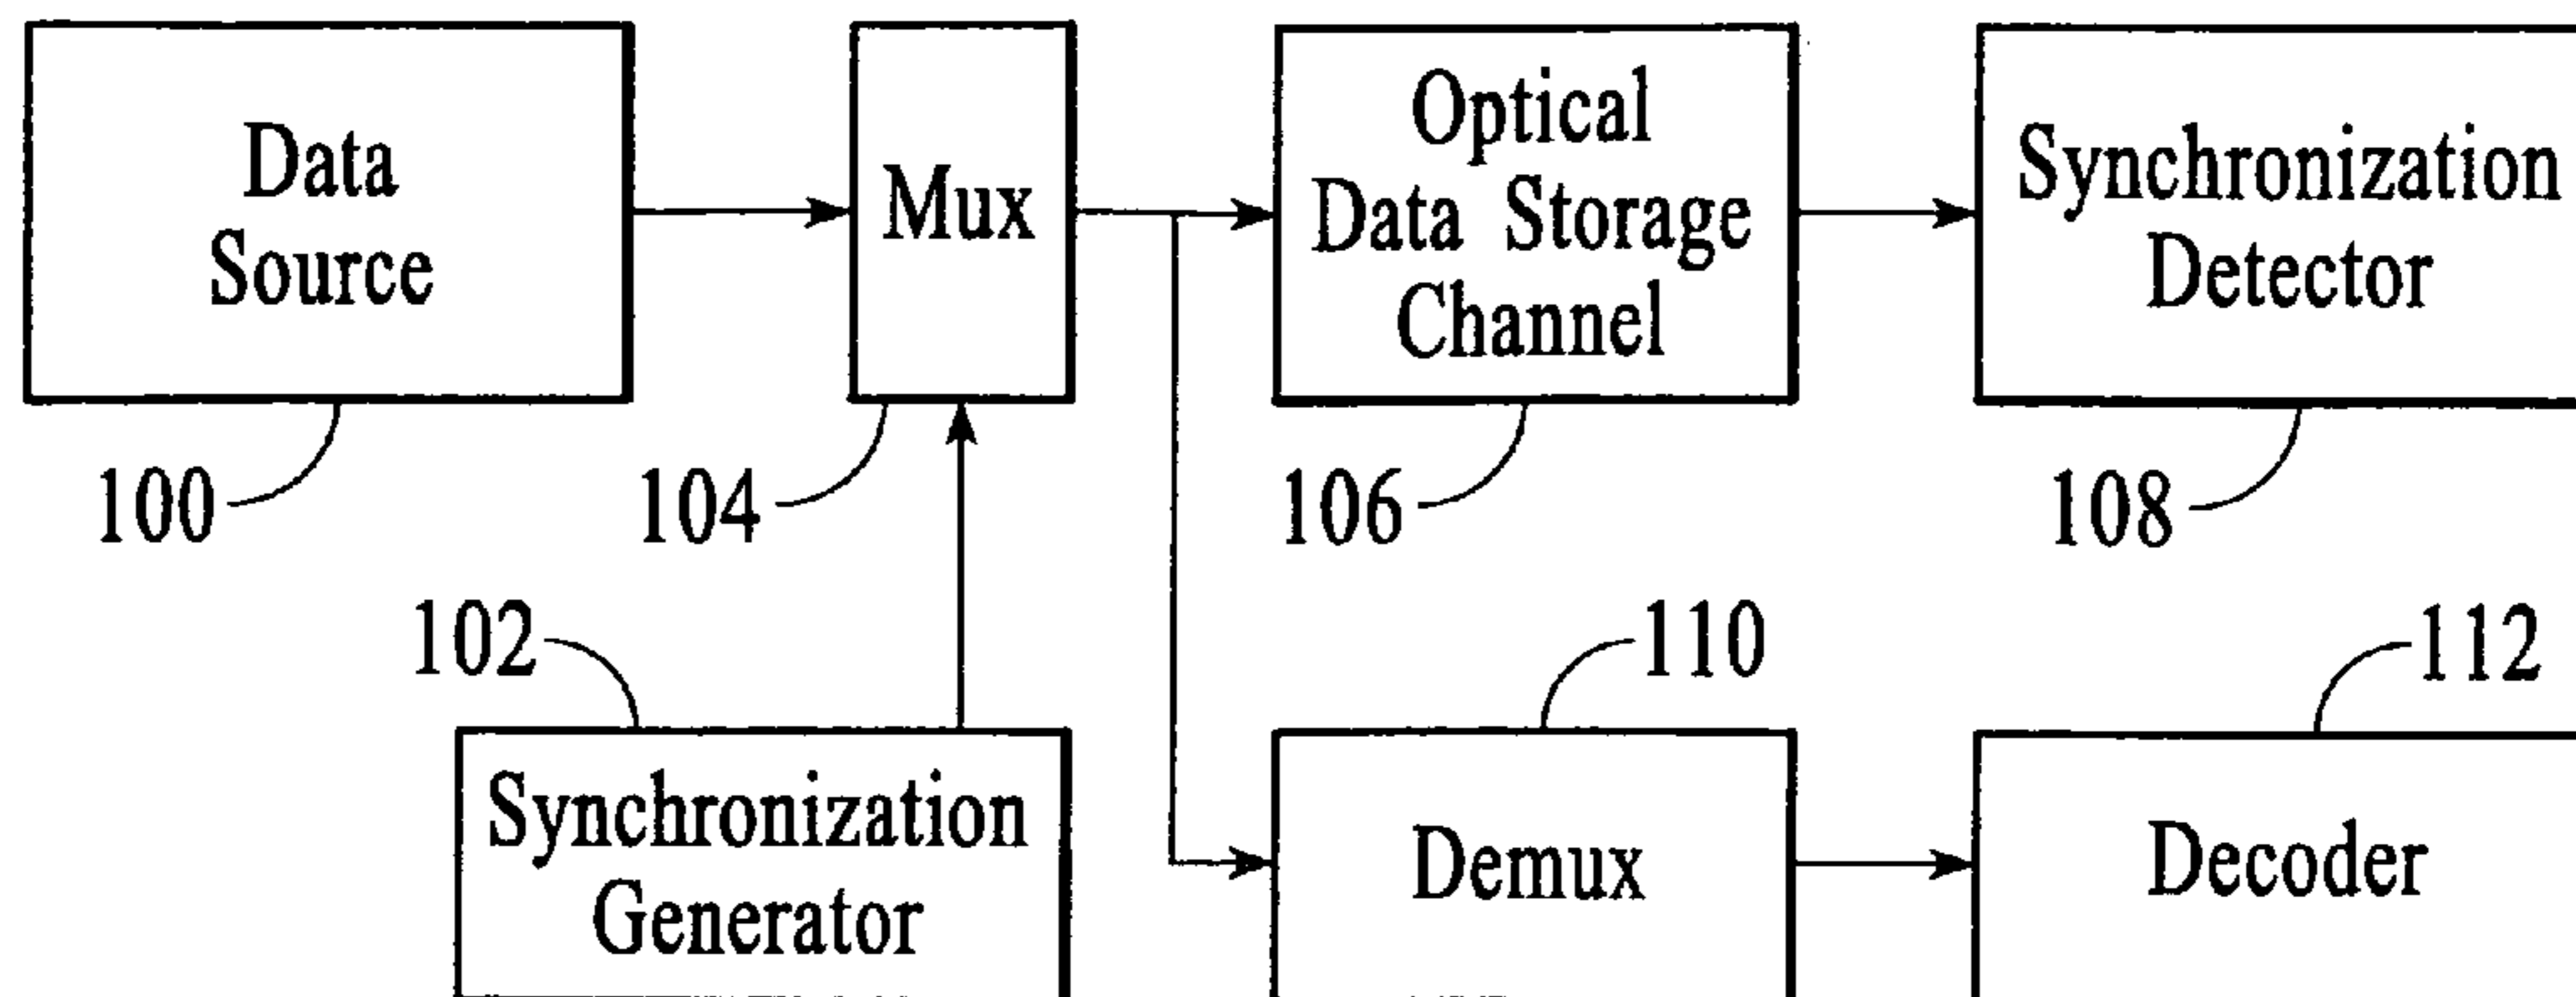 Data
Source
Mux
Optical
Data Storage
Channel
Synchronization
Detector
100
104
106
108
102
110
112
Synchronization
Generator
Demux
Decoder